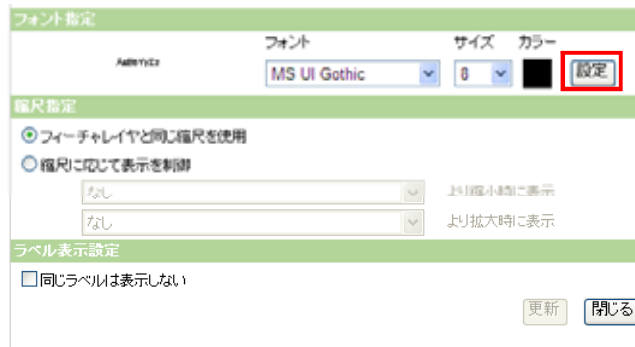 フォント指定
フォント サイズ カラー
AaBbYyZz
MS UI Gothic 8 設定
縮尺指定
フィーチャレイヤと同じ縮尺を使用
縮尺に応じて表示を制御
なし より縮小時に表示
なし より拡大時に表示
ラベル表示設定
同じラベルは表示しない
更新 閉じる